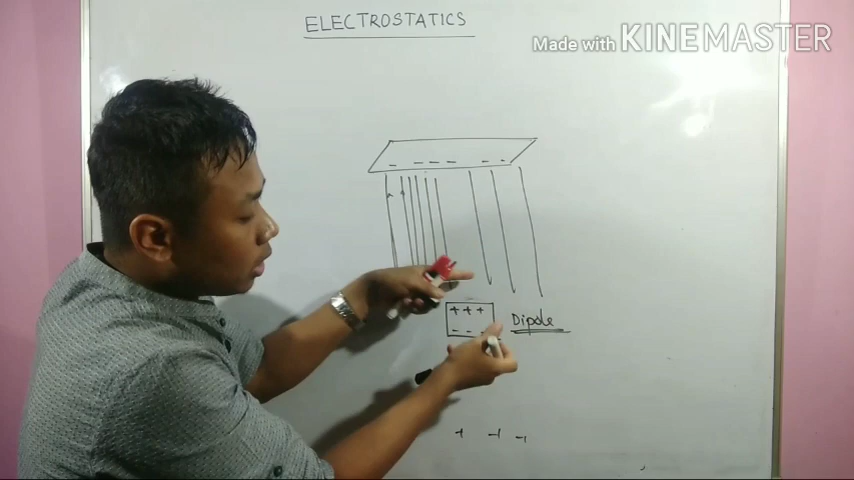 ELECTROSTATICS
Made with KINEMASTER
- - - - - -
+ + +
- - -
Dipole
+ + +